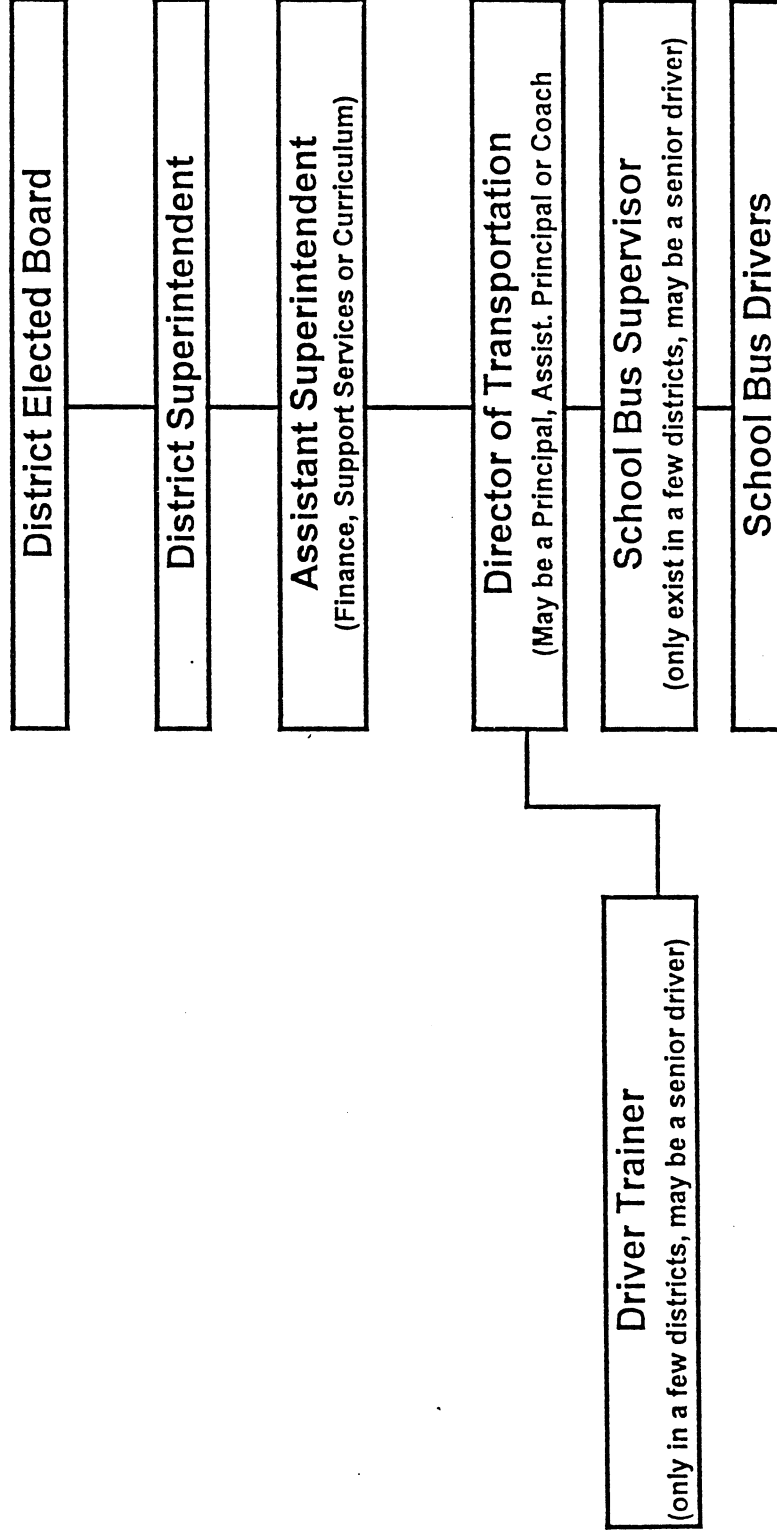 District Elected Board
District Superintendent
Assistant Superintendent
(Finance, Support Services or Curriculum)
Director of Transportation
(May be a Principal, Assist. Principal or Coach
School Bus Supervisor
(only exist in a few districts, may be a senior driver)
School Bus Drivers
Driver Trainer
(only in a few districts, may be a senior driver)